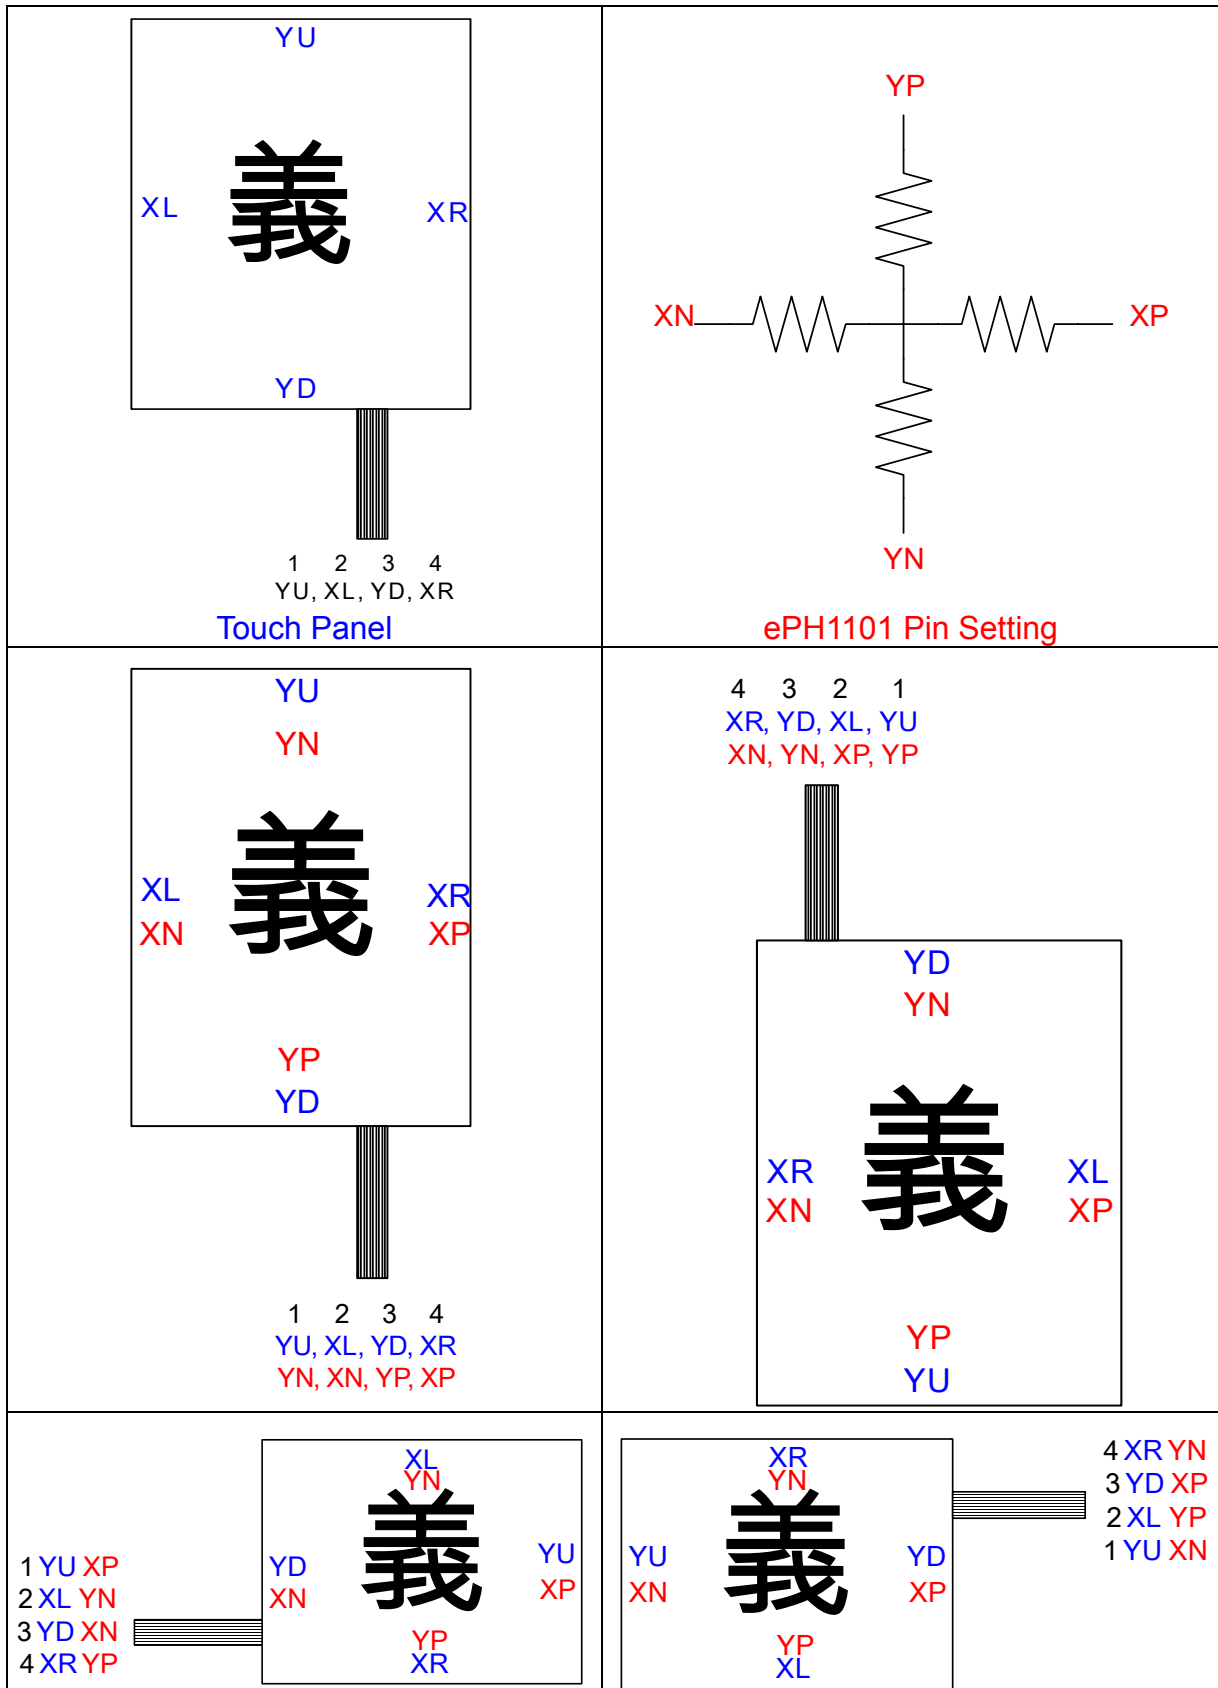 YU
義
XL
XR
YD
1 2 3 4
YU, XL, YD, XR
Touch Panel
YP
XN
XP
YN
ePH1101 Pin Setting
YU
YN
義
XL
XR
XN
XP
YP
YD
1 2 3 4
YU, XL, YD, XR
YN, XN, YP, XP
4 3 2 1
XR, YD, XL, YU
XN, YN, XP, YP
YD
YN
義
XR
XL
XN
XP
YP
YU
XL
YN
義
1 YU XP
2 XL YN
3 YD XN
4 XR YP
YD
YU
XN
XP
YP
XR
XR
YN
義
YU
YD
XN
XP
YP
XL
4 XR YN
3 YD XP
2 XL YP
1 YU XN